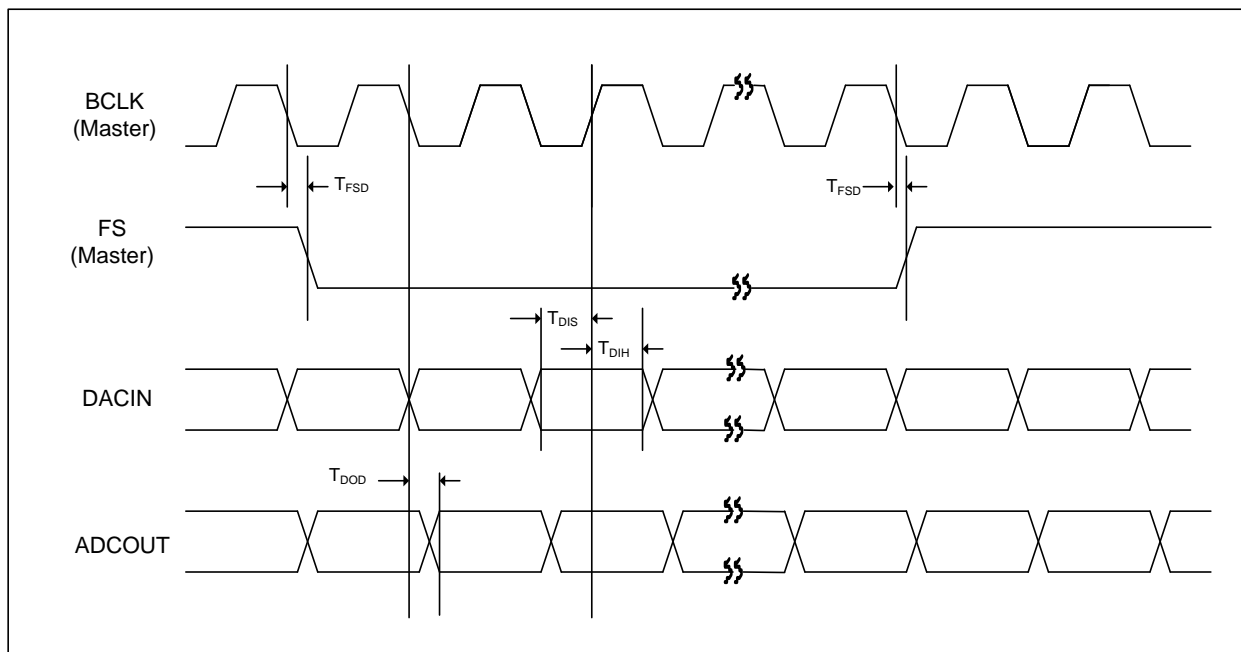 BCLK
(Master)
TFSD
TFSD
FS
(Master)
TDIS
TDIH
DACIN
TDOD
ADCOUT